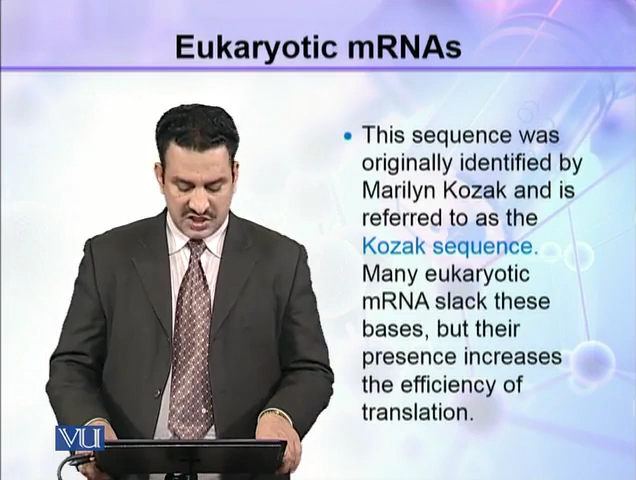 Eukaryotic mRNAs
• This sequence was
originally identified by
Marilyn Kozak and is
referred to as the
Kozak sequence.
Many eukaryotic
mRNA slack these
bases, but their
presence increases
the efficiency of
translation.
VU